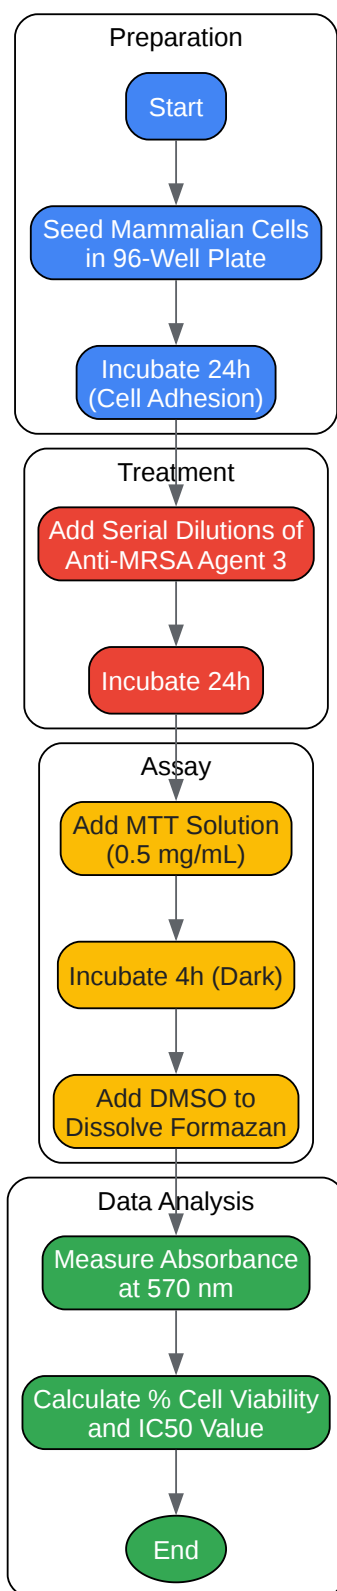 Preparation
Start
Seed Mammalian Cells
in 96-Well Plate
Incubate 24h
(Cell Adhesion)
Treatment
Add Serial Dilutions of
Anti-MRSA Agent 3
Incubate 24h
Assay
Add MTT Solution
(0.5 mg/mL)
Incubate 4h (Dark)
Add DMSO to
Dissolve Formazan
Data Analysis
Measure Absorbance
at 570 nm
Calculate % Cell Viability
and IC50 Value
End